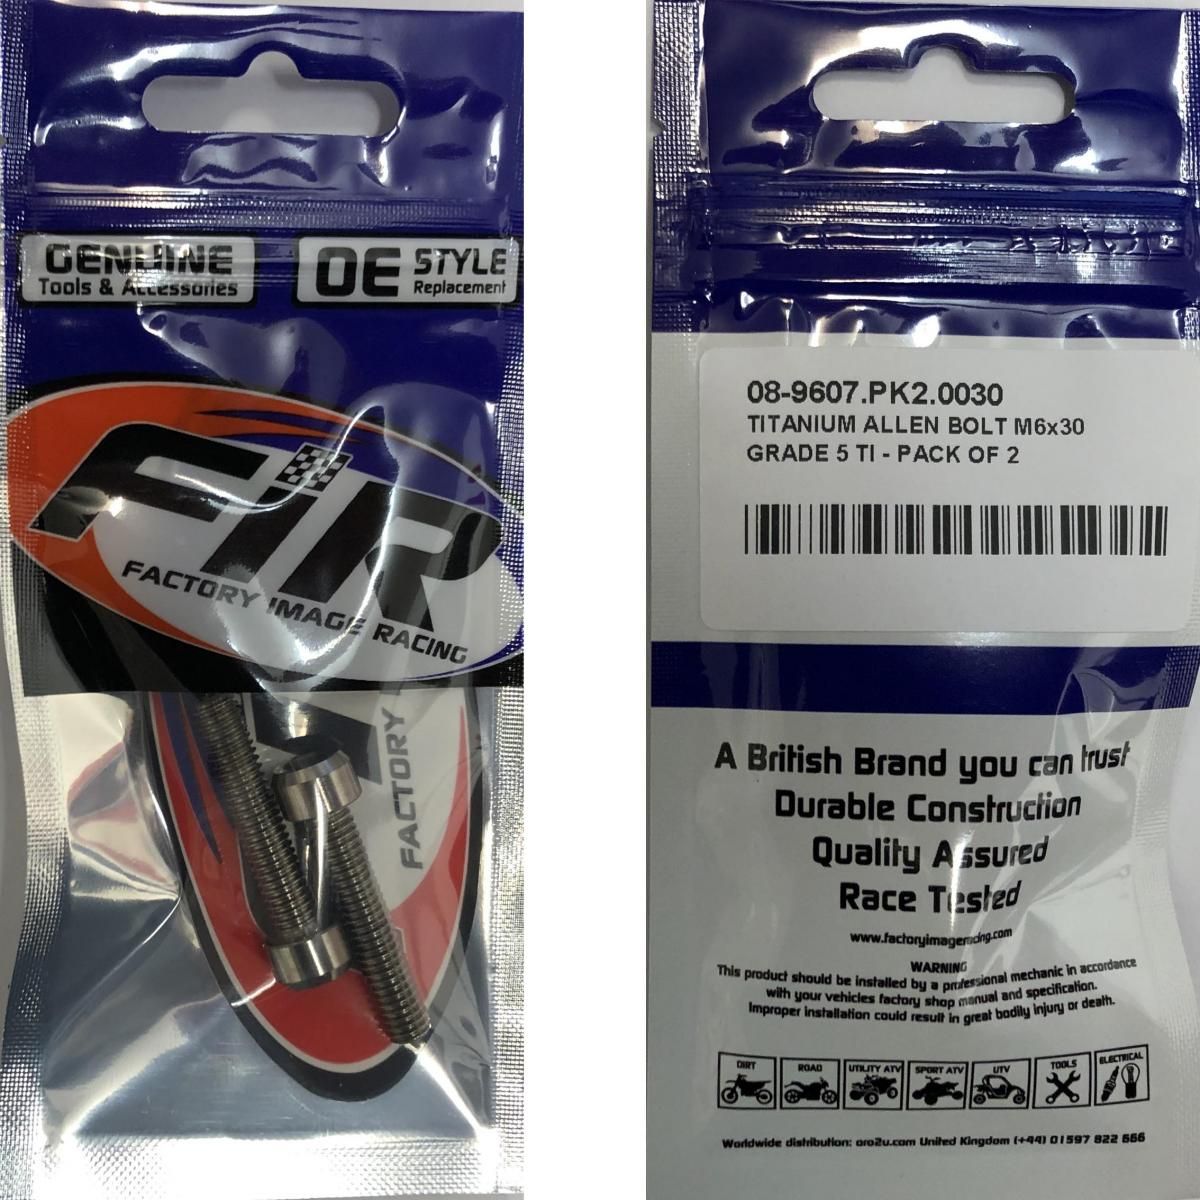 GENUINE
Tools & Accessories
OE STYLE
Replacement
FIR
FACTORY IMAGE RACING
FACTORY
08-9607.PK2.0030
TITANIUM ALLEN BOLT M6x30
GRADE 5 TI - PACK OF 2
A British Brand you can trust
Durable Construction
Quality Assured
Race Tested
www.factoryimageracing.com
WARNING
This product should be installed by a professional mechanic in accordance
with your vehicles factory shop manual and specification.
Improper installation could result in great bodily injury or death.
DIRT ROAD UTILITY ATV SPORT ATV UTV TOOLS ELECTRICAL
Worldwide distribution: oro2u.com United Kingdom (+44) 01597 822 666